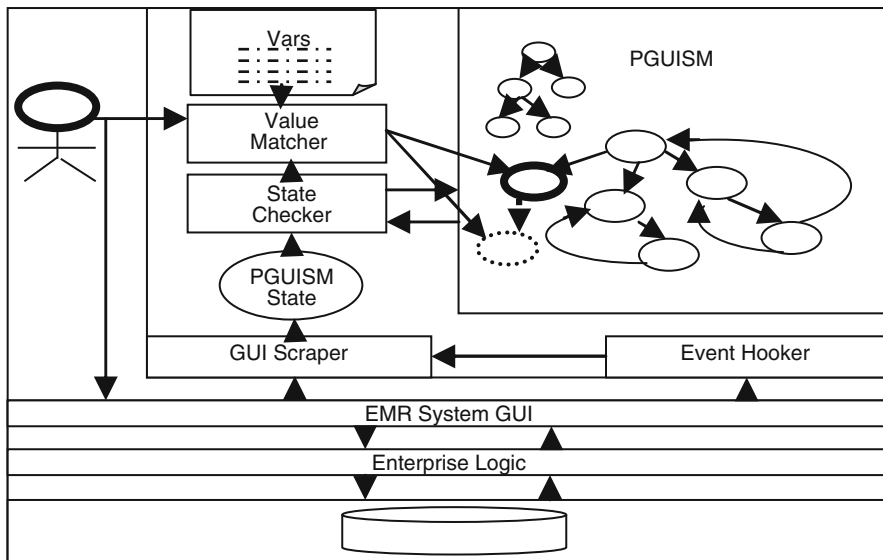 Vars
PGUISM
Value
Matcher
State
Checker
PGUISM
State
GUI Scraper
Event Hooker
EMR System GUI
Enterprise Logic